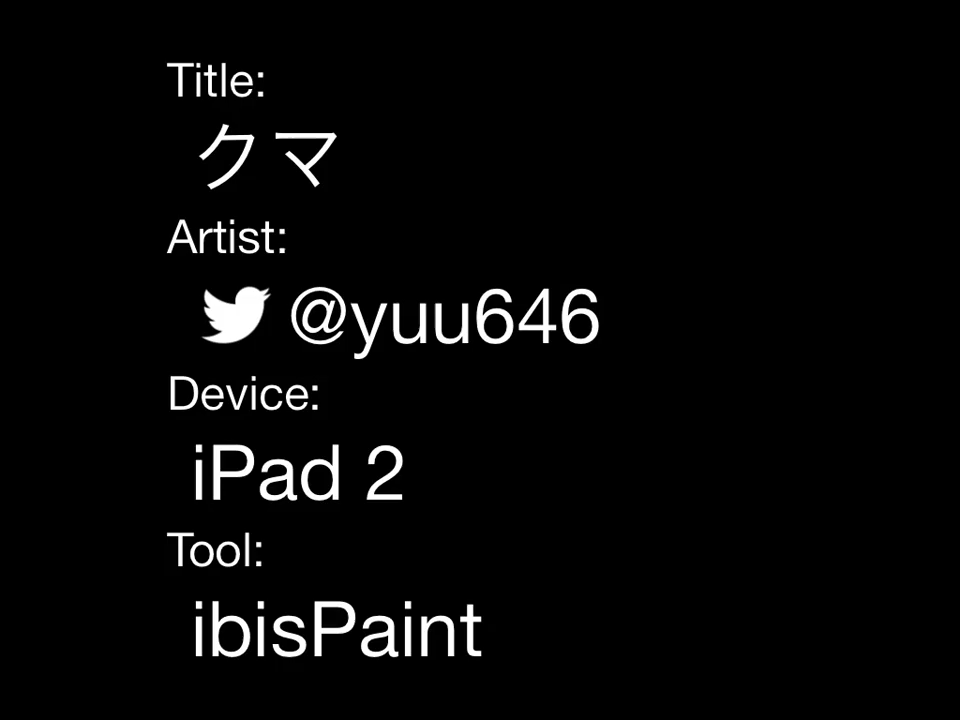 Title:
クマ
Artist:
@yuu646
Device:
iPad 2
Tool:
ibisPaint